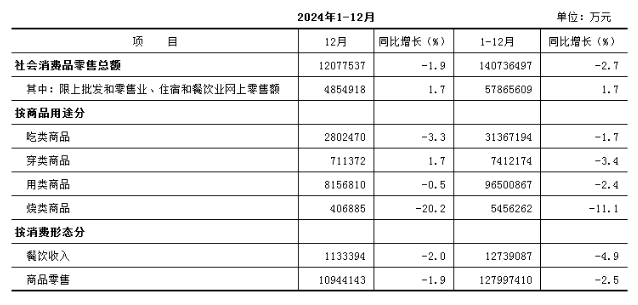 2024年1-12月 单位：万元
项 目 12月 同比增长（%） 1-12月 同比增长（%）
社会消费品零售总额 12077537 -1.9 140736497 -2.7
其中：限上批发和零售业、住宿和餐饮业网上零售额 4854918 1.7 57865609 1.7
按商品用途分
吃类商品 2802470 -3.3 31367194 -1.7
穿类商品 711372 1.7 7412174 -3.4
用类商品 8156810 -0.5 96500867 -2.4
烧类商品 406885 -20.2 5456262 -11.1
按消费形态分
餐饮收入 1133394 -2.0 12739087 -4.9
商品零售 10944143 -1.9 127997410 -2.5